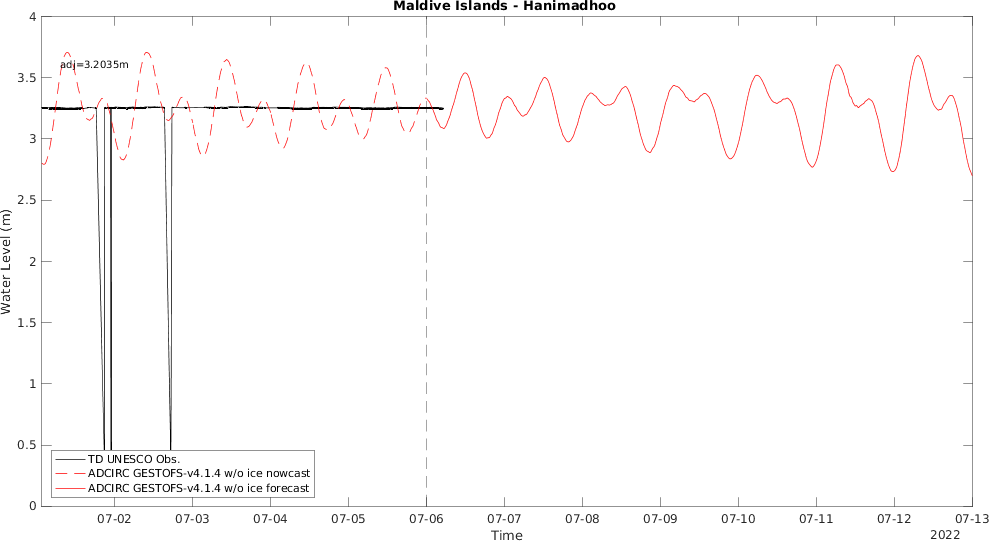 Maldive Islands - Hanimadhoo
4
3.5
3
2.5
2
1.5
1
0.5
0
Water Level (m)
adj=3.2035m
TD UNESCO Obs.
ADCIRC GESTOFS-v4.1.4 w/o ice nowcast
ADCIRC GESTOFS-v4.1.4 w/o ice forecast
07-02 07-03 07-04 07-05 07-06 07-07 07-08 07-09 07-10 07-11 07-12 07-13
Time
2022